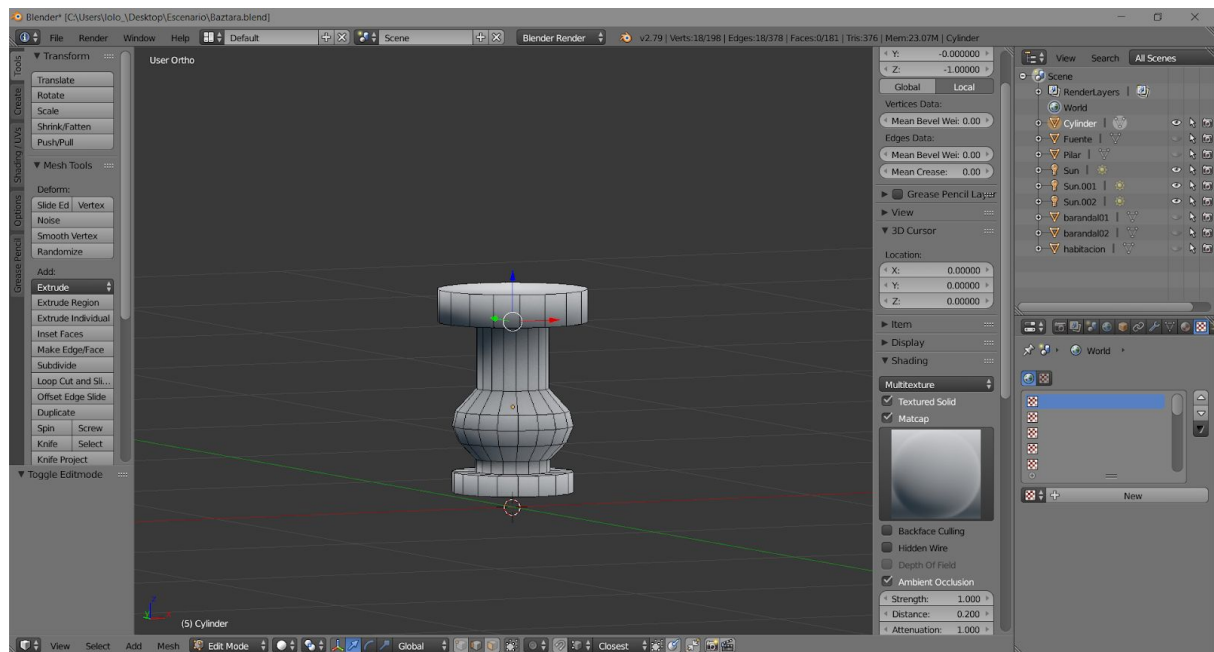 Blender* [C:\Users\lolo_\Desktop\Escenario\Baztara.blend]
File Render Window Help Default Scene Blender Render v2.79 | Verts:18/198 | Edges:18/378 | Faces:0/181 | Tris:376 | Mem:23.07M | Cylinder
Tools
Create
Shading / UVs
Options
Grease Pencil
Transform
Translate
Rotate
Scale
Shrink/Fatten
Push/Pull
Mesh Tools
Deform:
Slide Ed Vertex
Noise
Smooth Vertex
Randomize
Add:
Extrude
Extrude Region
Extrude Individual
Inset Faces
Make Edge/Face
Subdivide
Loop Cut and Sli...
Offset Edge Slide
Duplicate
Spin Screw
Knife Select
Knife Project
Toggle Editmode
User Ortho
(5) Cylinder
Y: -0.000000
Z: -1.00000
Global Local
Vertices Data:
Mean Bevel Wei: 0.00
Edges Data:
Mean Bevel Wei: 0.00
Mean Crease: 0.00
Grease Pencil Layer
View
3D Cursor
Location:
X: 0.00000
Y: 0.00000
Z: 0.00000
Item
Display
Shading
Multitexture
Textured Solid
Matcap
Backface Culling
Hidden Wire
Depth Of Field
Ambient Occlusion
Strength: 1.000
Distance: 0.200
Attenuation: 1.000
View Search All Scenes
Scene
RenderLayers |
World
Cylinder |
Fuente |
Pilar |
Sun |
Sun.001 |
Sun.002 |
barandal01 |
barandal02 |
habitacion |
World
New
View Select Add Mesh Edit Mode Global Closest